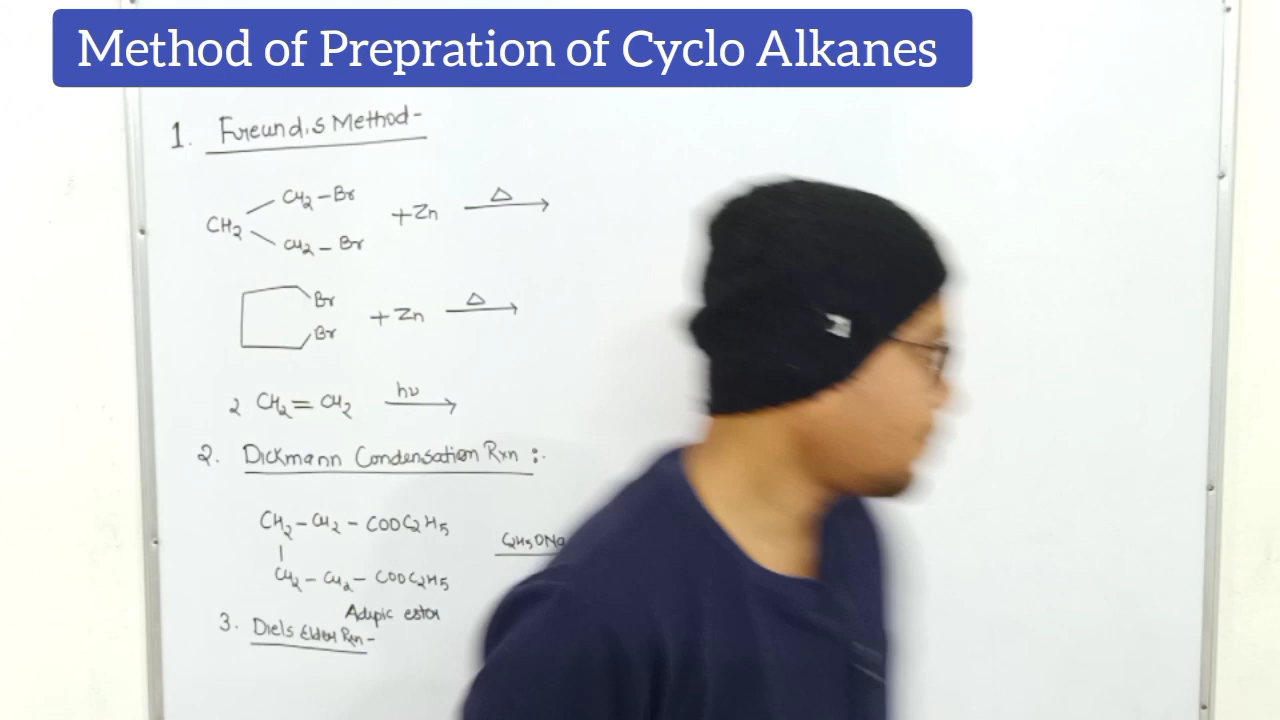 Method of Prepration of Cyclo Alkanes
1. Freund's Method-
CH2 - Br
CH2 + Zn Δ
CH2 - Br
Br
+ Zn Δ
Br
2 CH2 = CH2 hν
2. Dickmann Condensation Rxn :-
CH2 - CH2 - COOC2H5
C2H5ONa
CH2 - CH2 - COOC2H5
Adipic ester
3. Diels Elder Rxn -